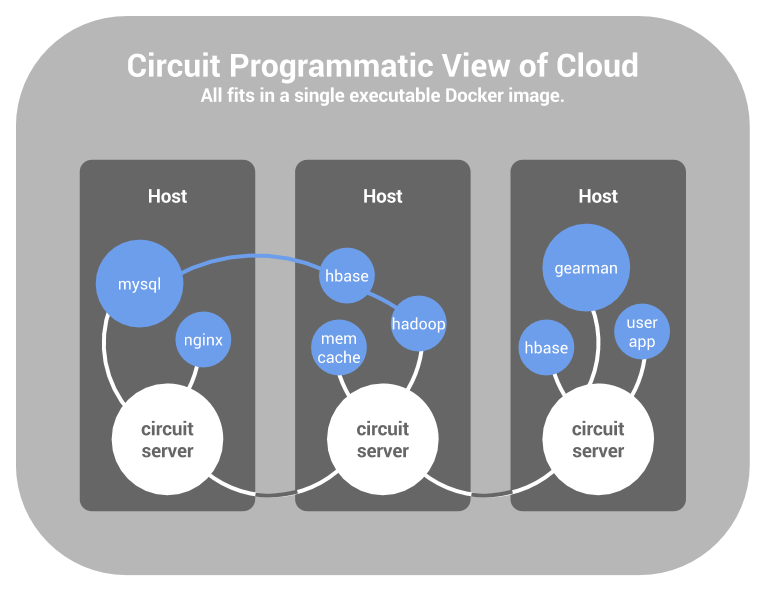 Circuit Programmatic View of Cloud
All fits in a single executable Docker image.
Host
mysql
nginx
circuit
server
Host
hbase
hadoop
mem
cache
circuit
server
Host
gearman
user
app
hbase
circuit
server